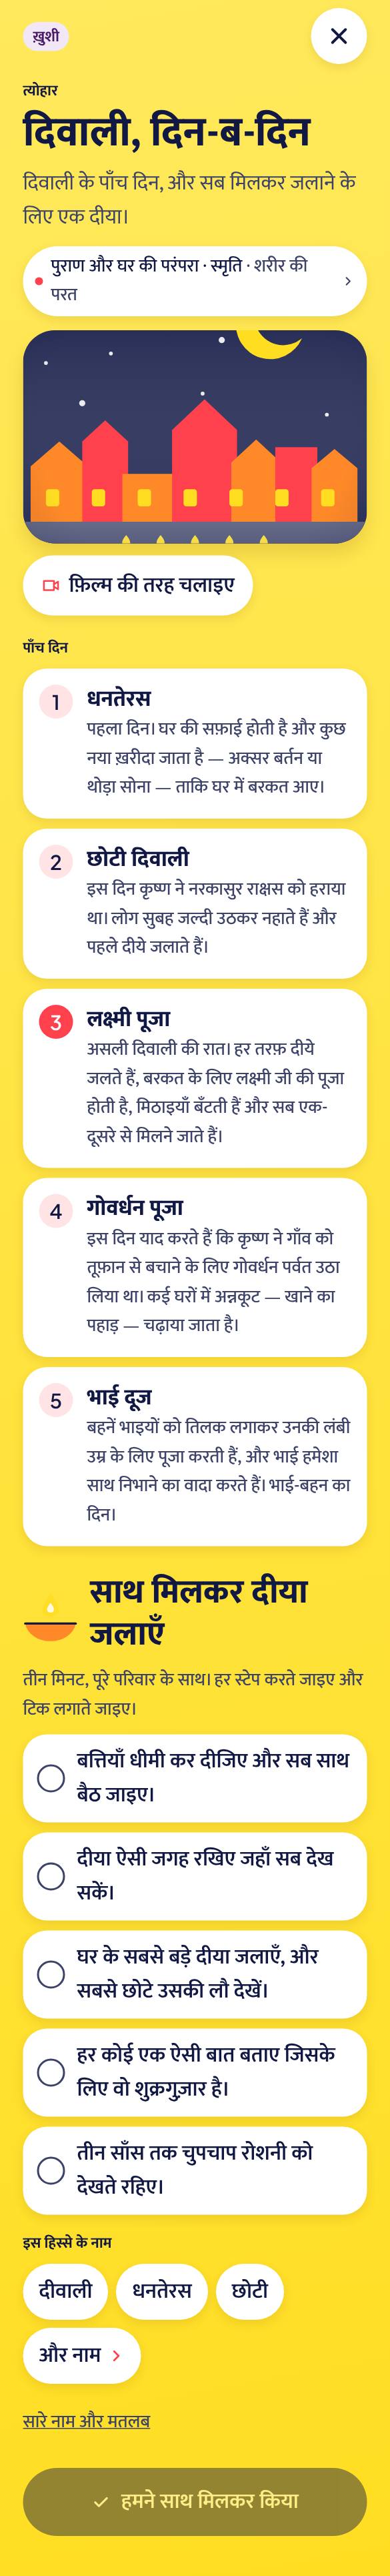 ख़ुशी
त्योहार
दिवाली, दिन-ब-दिन
दिवाली के पाँच दिन, और सब मिलकर जलाने के
लिए एक दीया।
पुराण और घर की परंपरा · स्मृति · शरीर की
परत
फ़िल्म की तरह चलाइए
पाँच दिन
1
धनतेरस
पहला दिन। घर की सफ़ाई होती है और कुछ
नया ख़रीदा जाता है — अक्सर बर्तन या
थोड़ा सोना — ताकि घर में बरकत आए।
2
छोटी दिवाली
इस दिन कृष्ण ने नरकासुर राक्षस को हराया
था। लोग सुबह जल्दी उठकर नहाते हैं और
पहले दीये जलाते हैं।
3
लक्ष्मी पूजा
असली दिवाली की रात। हर तरफ़ दीये
जलते हैं, बरकत के लिए लक्ष्मी जी की पूजा
होती है, मिठाइयाँ बँटती हैं और सब एक-
दूसरे से मिलने जाते हैं।
4
गोवर्धन पूजा
इस दिन याद करते हैं कि कृष्ण ने गाँव को
तूफ़ान से बचाने के लिए गोवर्धन पर्वत उठा
लिया था। कई घरों में अन्नकूट — खाने का
पहाड़ — चढ़ाया जाता है।
5
भाई दूज
बहनें भाइयों को तिलक लगाकर उनकी लंबी
उम्र के लिए पूजा करती हैं, और भाई हमेशा
साथ निभाने का वादा करते हैं। भाई-बहन का
दिन।
साथ मिलकर दीया
जलाएँ
तीन मिनट, पूरे परिवार के साथ। हर स्टेप करते जाइए और
टिक लगाते जाइए।
बत्तियाँ धीमी कर दीजिए और सब साथ
बैठ जाइए।
दीया ऐसी जगह रखिए जहाँ सब देख
सकें।
घर के सबसे बड़े दीया जलाएँ, और
सबसे छोटे उसकी लौ देखें।
हर कोई एक ऐसी बात बताए जिसके
लिए वो शुक्रगुज़ार है।
तीन साँस तक चुपचाप रोशनी को
देखते रहिए।
इस हिस्से के नाम
दीवाली
धनतेरस
छोटी
और नाम
सारे नाम और मतलब
हमने साथ मिलकर किया